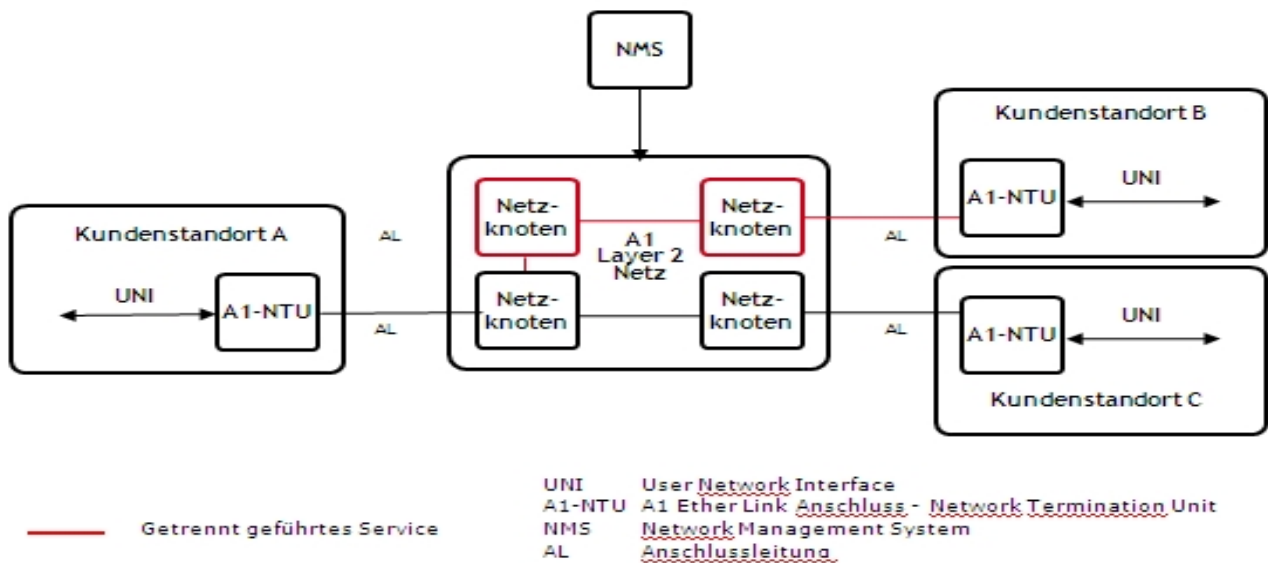 NMS
Kundenstandort B
A1-NTU
UNI
Netz-
knoten
Netz-
knoten
AL
A1
Layer 2
Netz
AL
Kundenstandort A
UNI
A1-NTU
AL
Netz-
knoten
Netz-
knoten
AL
A1-NTU
UNI
Kundenstandort C
Getrennt geführtes Service
UNI User Network Interface
A1-NTU A1 Ether Link Anschluss - Network Termination Unit
NMS Network Management System
AL Anschlussleitung